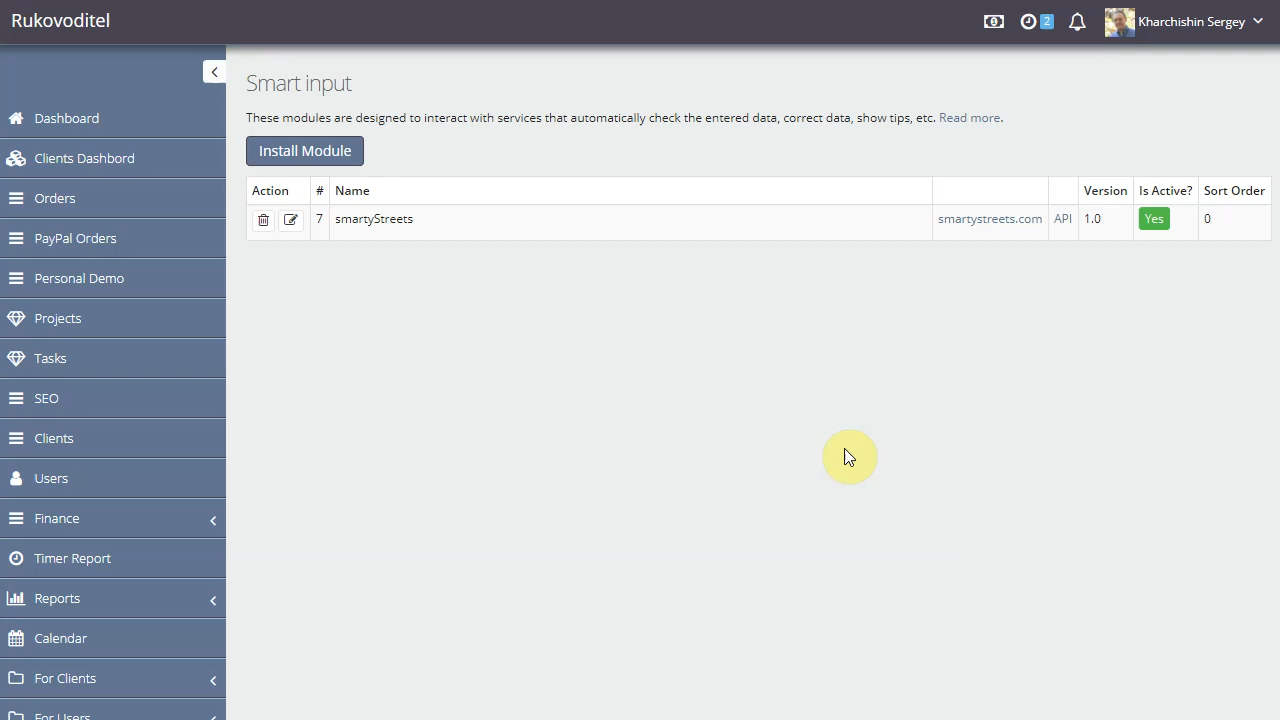 Rukovoditel
2
Kharchishin Sergey
Dashboard
Clients Dashbord
Orders
PayPal Orders
Personal Demo
Projects
Tasks
SEO
Clients
Users
Finance
Timer Report
Reports
Calendar
For Clients
For Users
Smart input
These modules are designed to interact with services that automatically check the entered data, correct data, show tips, etc. Read more.
Install Module
Action # Name Version Is Active? Sort Order
7 smartyStreets smartystreets.com API 1.0 Yes 0